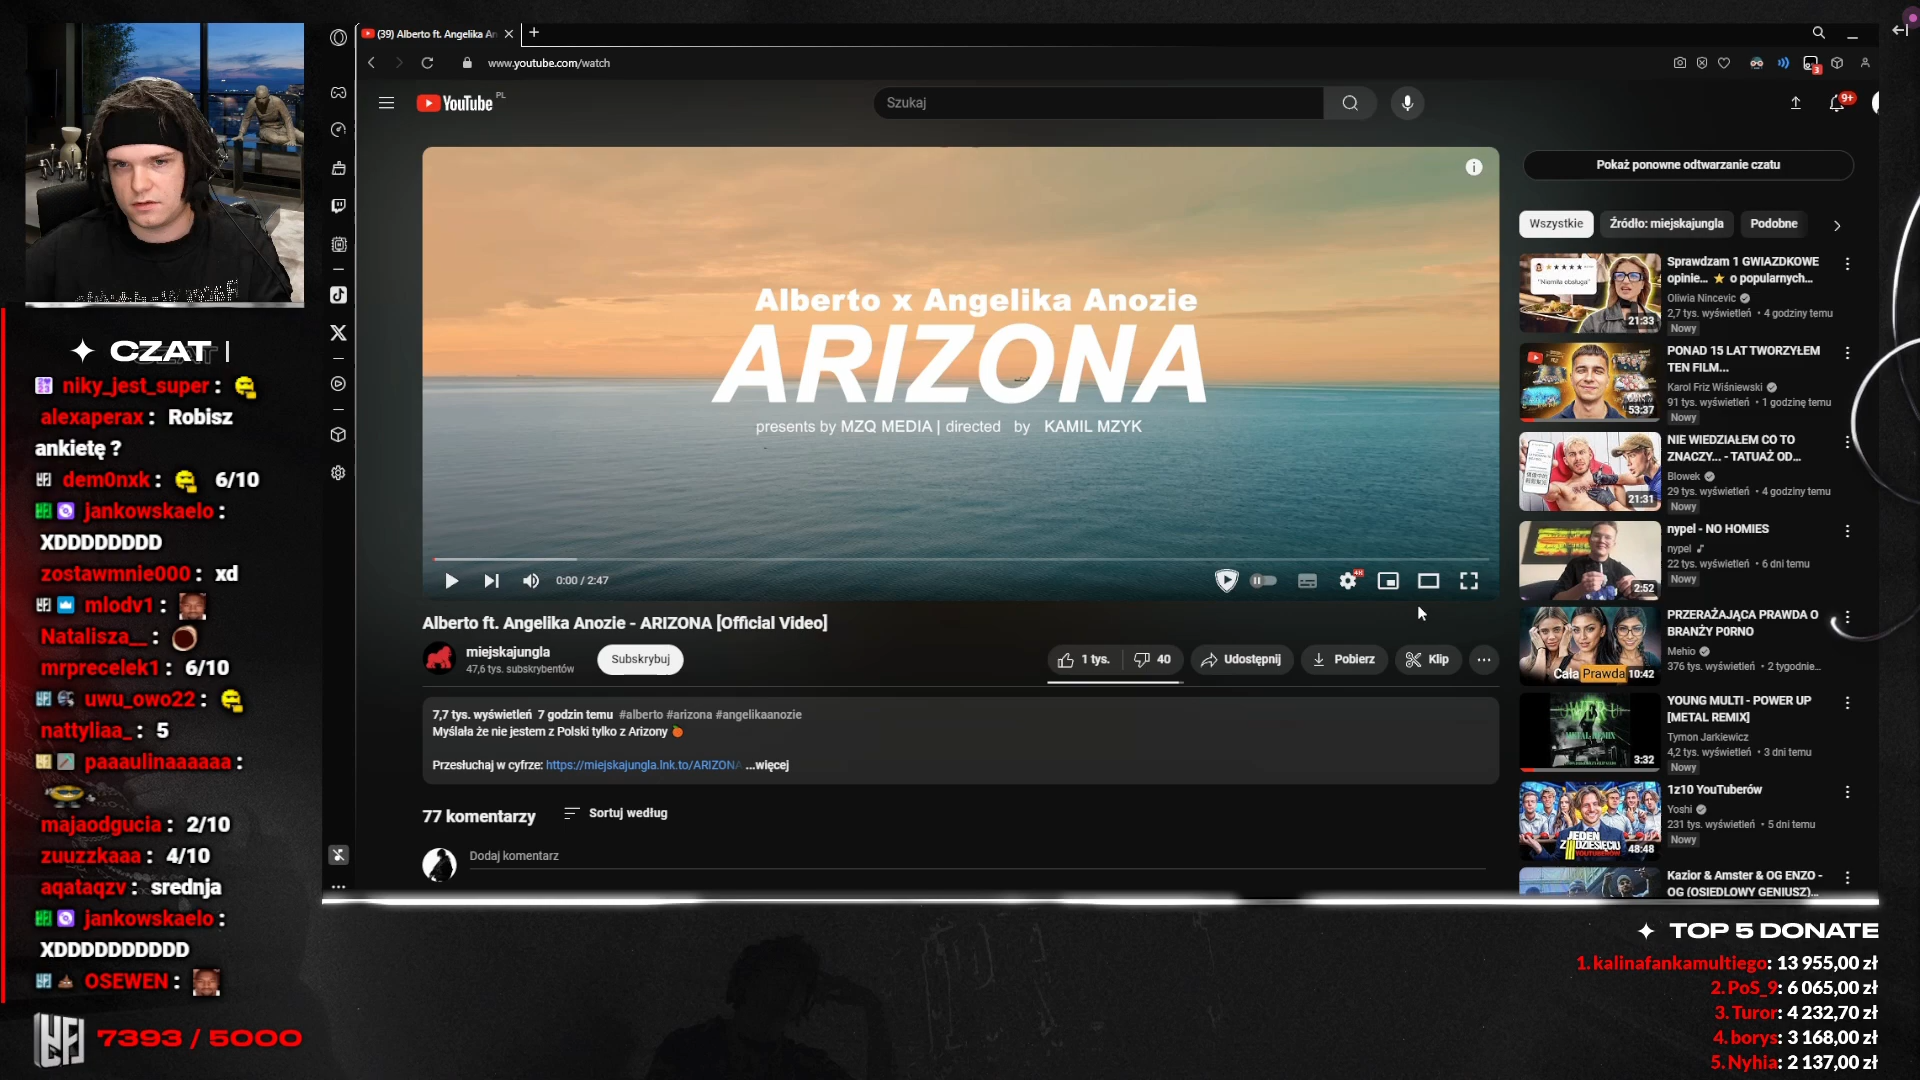 CZAT |
niky_jest_super :
alexaperax : Robisz
ankietę ?
dem0nxk : 6/10
jankowskaelo :
XDDDDDDDD
zostawmnie000 : xd
mlodv1 :
Natalisza__ :
mrprecelek1 : 6/10
uwu_owo22 :
nattyliaa_ : 5
paaaulinaaaaaa :
majaodgucia : 2/10
zuuzzkaaa : 4/10
aqataqzv : srednja
jankowskaelo :
XDDDDDDDDDD
OSEWEN :
7393 / 5000
(39) Alberto ft. Angelika An
www.youtube.com/watch
3
YouTube PL
Szukaj
9+
Alberto x Angelika Anozie
ARIZONA
presents by MZQ MEDIA | directed by KAMIL MZYK
0:00 / 2:47
4K
Alberto ft. Angelika Anozie - ARIZONA [Official Video]
miejskajungla
47,6 tys. subskrybentów
Subskrybuj
1 tys.
40
Udostępnij
Pobierz
Klip
7,7 tys. wyświetleń 7 godzin temu #alberto #arizona #angelikaanozie
Myślała że nie jestem z Polski tylko z Arizony
Przesłuchaj w cyfrze: https://miejskajungla.lnk.to/ARIZONA ...więcej
77 komentarzy
Sortuj według
Dodaj komentarz
Pokaż ponowne odtwarzanie czatu
Wszystkie
Źródło: miejskajungla
Podobne
"Niemiła obsługa"
21:33
Sprawdzam 1 GWIAZDKOWE
opinie... ⭐ o popularnych...
Oliwia Nincevic
2,7 tys. wyświetleń • 4 godziny temu
Nowy
53:37
PONAD 15 LAT TWORZYŁEM
TEN FILM...
Karol Friz Wiśniewski
91 tys. wyświetleń • 1 godzinę temu
Nowy
21:31
NIE WIEDZIAŁEM CO TO
ZNACZY... - TATUAŻ OD...
Blowek
29 tys. wyświetleń • 4 godziny temu
Nowy
2:52
nypel - NO HOMIES
nypel
22 tys. wyświetleń • 6 dni temu
Nowy
Cała Prawda 10:42
PRZERAŻAJĄCA PRAWDA O
BRANŻY P0RNO
Mehio
376 tys. wyświetleń • 2 tygodnie...
3:32
YOUNG MULTI - POWER UP
[METAL REMIX]
Tymon Jarkiewicz
4,2 tys. wyświetleń • 3 dni temu
Nowy
JEDEN
Z DZIESIĘCIU
YOUTUBERÓW
48:48
1z10 YouTuberów
Yoshi
231 tys. wyświetleń • 5 dni temu
Nowy
Kazior & Amster & OG ENZO -
OG (OSIEDLOWY GENIUSZ)...
TOP 5 DONATE
1. kalinafankamultiego: 13 955,00 zł
2. PoS_9: 6 065,00 zł
3. Turor: 4 232,70 zł
4. borys: 3 168,00 zł
5. Nyhia: 2 137,00 zł